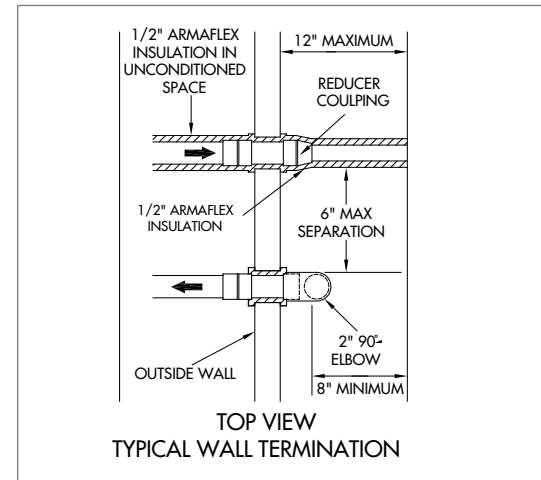 1/2" ARMAFLEX
INSULATION IN
UNCONDITIONED
SPACE
12" MAXIMUM
REDUCER
COULPING
1/2" ARMAFLEX
INSULATION
6" MAX
SEPARATION
2" 90°
ELBOW
OUTSIDE WALL
8" MINIMUM
TOP VIEW
TYPICAL WALL TERMINATION